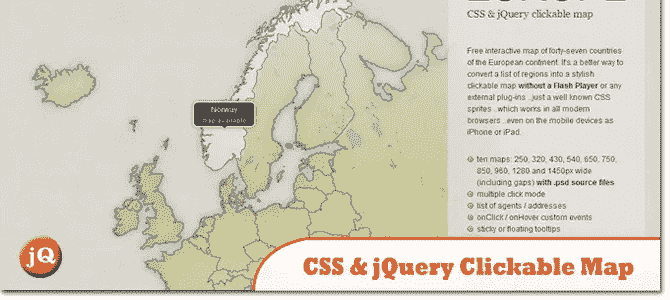 CSS & jQuery clickable map
Free interactive map of forty-seven countries
of the European continent. It's a better way to
convert a list of regions into a stylish
clickable map without a Flash Player or any
external plug-ins...just a well known CSS
sprites...which works in all modern
browsers ...even on the mobile devices as
iPhone or iPad.
ten maps: 250, 320, 430, 540, 650, 750,
850, 960, 1280 and 1450px wide
(including gaps) with .psd source files
multiple click mode
list of agents / addresses
onClick / onHover custom events
sticky or floating tooltips
Norway
map available
jQ
CSS & jQuery Clickable Map